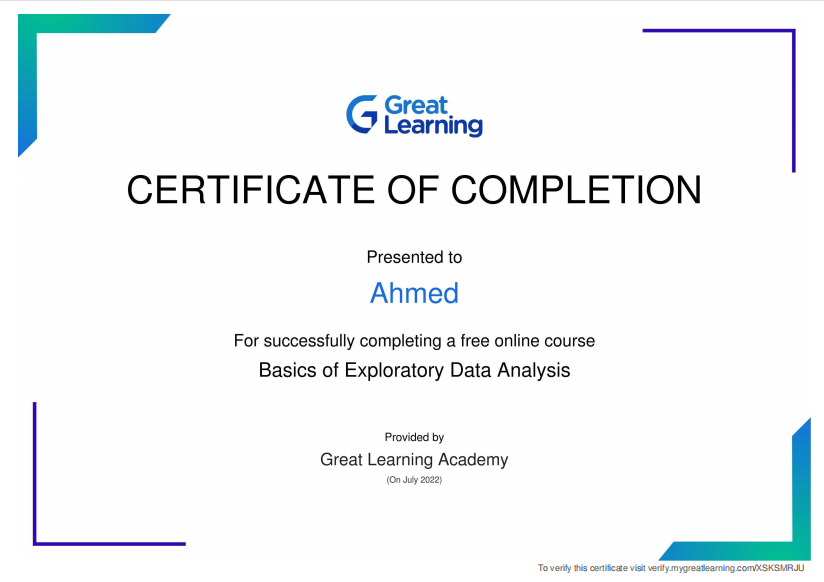 Great
Learning
CERTIFICATE OF COMPLETION
Presented to
Ahmed
For successfully completing a free online course
Basics of Exploratory Data Analysis
Provided by
Great Learning Academy
(On July 2022)
To verify this certificate visit verify.mygreatlearning.com/XSKSMRJU